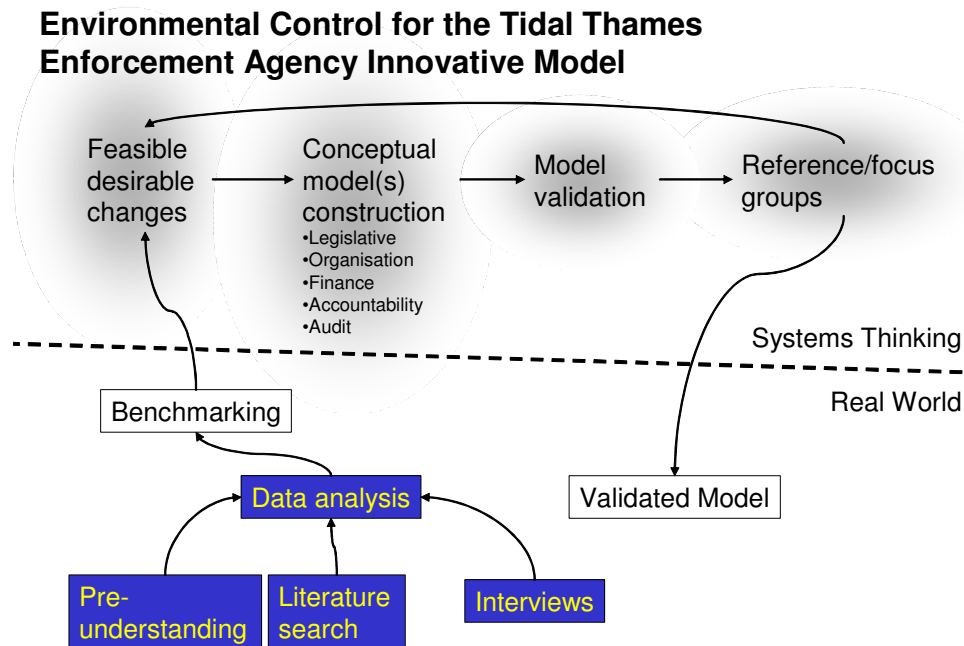 Environmental Control for the Tidal Thames
Enforcement Agency Innovative Model
Feasible
desirable
changes
Conceptual
model(s)
construction
•Legislative
•Organisation
•Finance
•Accountability
•Audit
Model
validation
Reference/focus
groups
Systems Thinking
Real World
Benchmarking
Data analysis
Validated Model
Pre-
understanding
Literature
search
Interviews